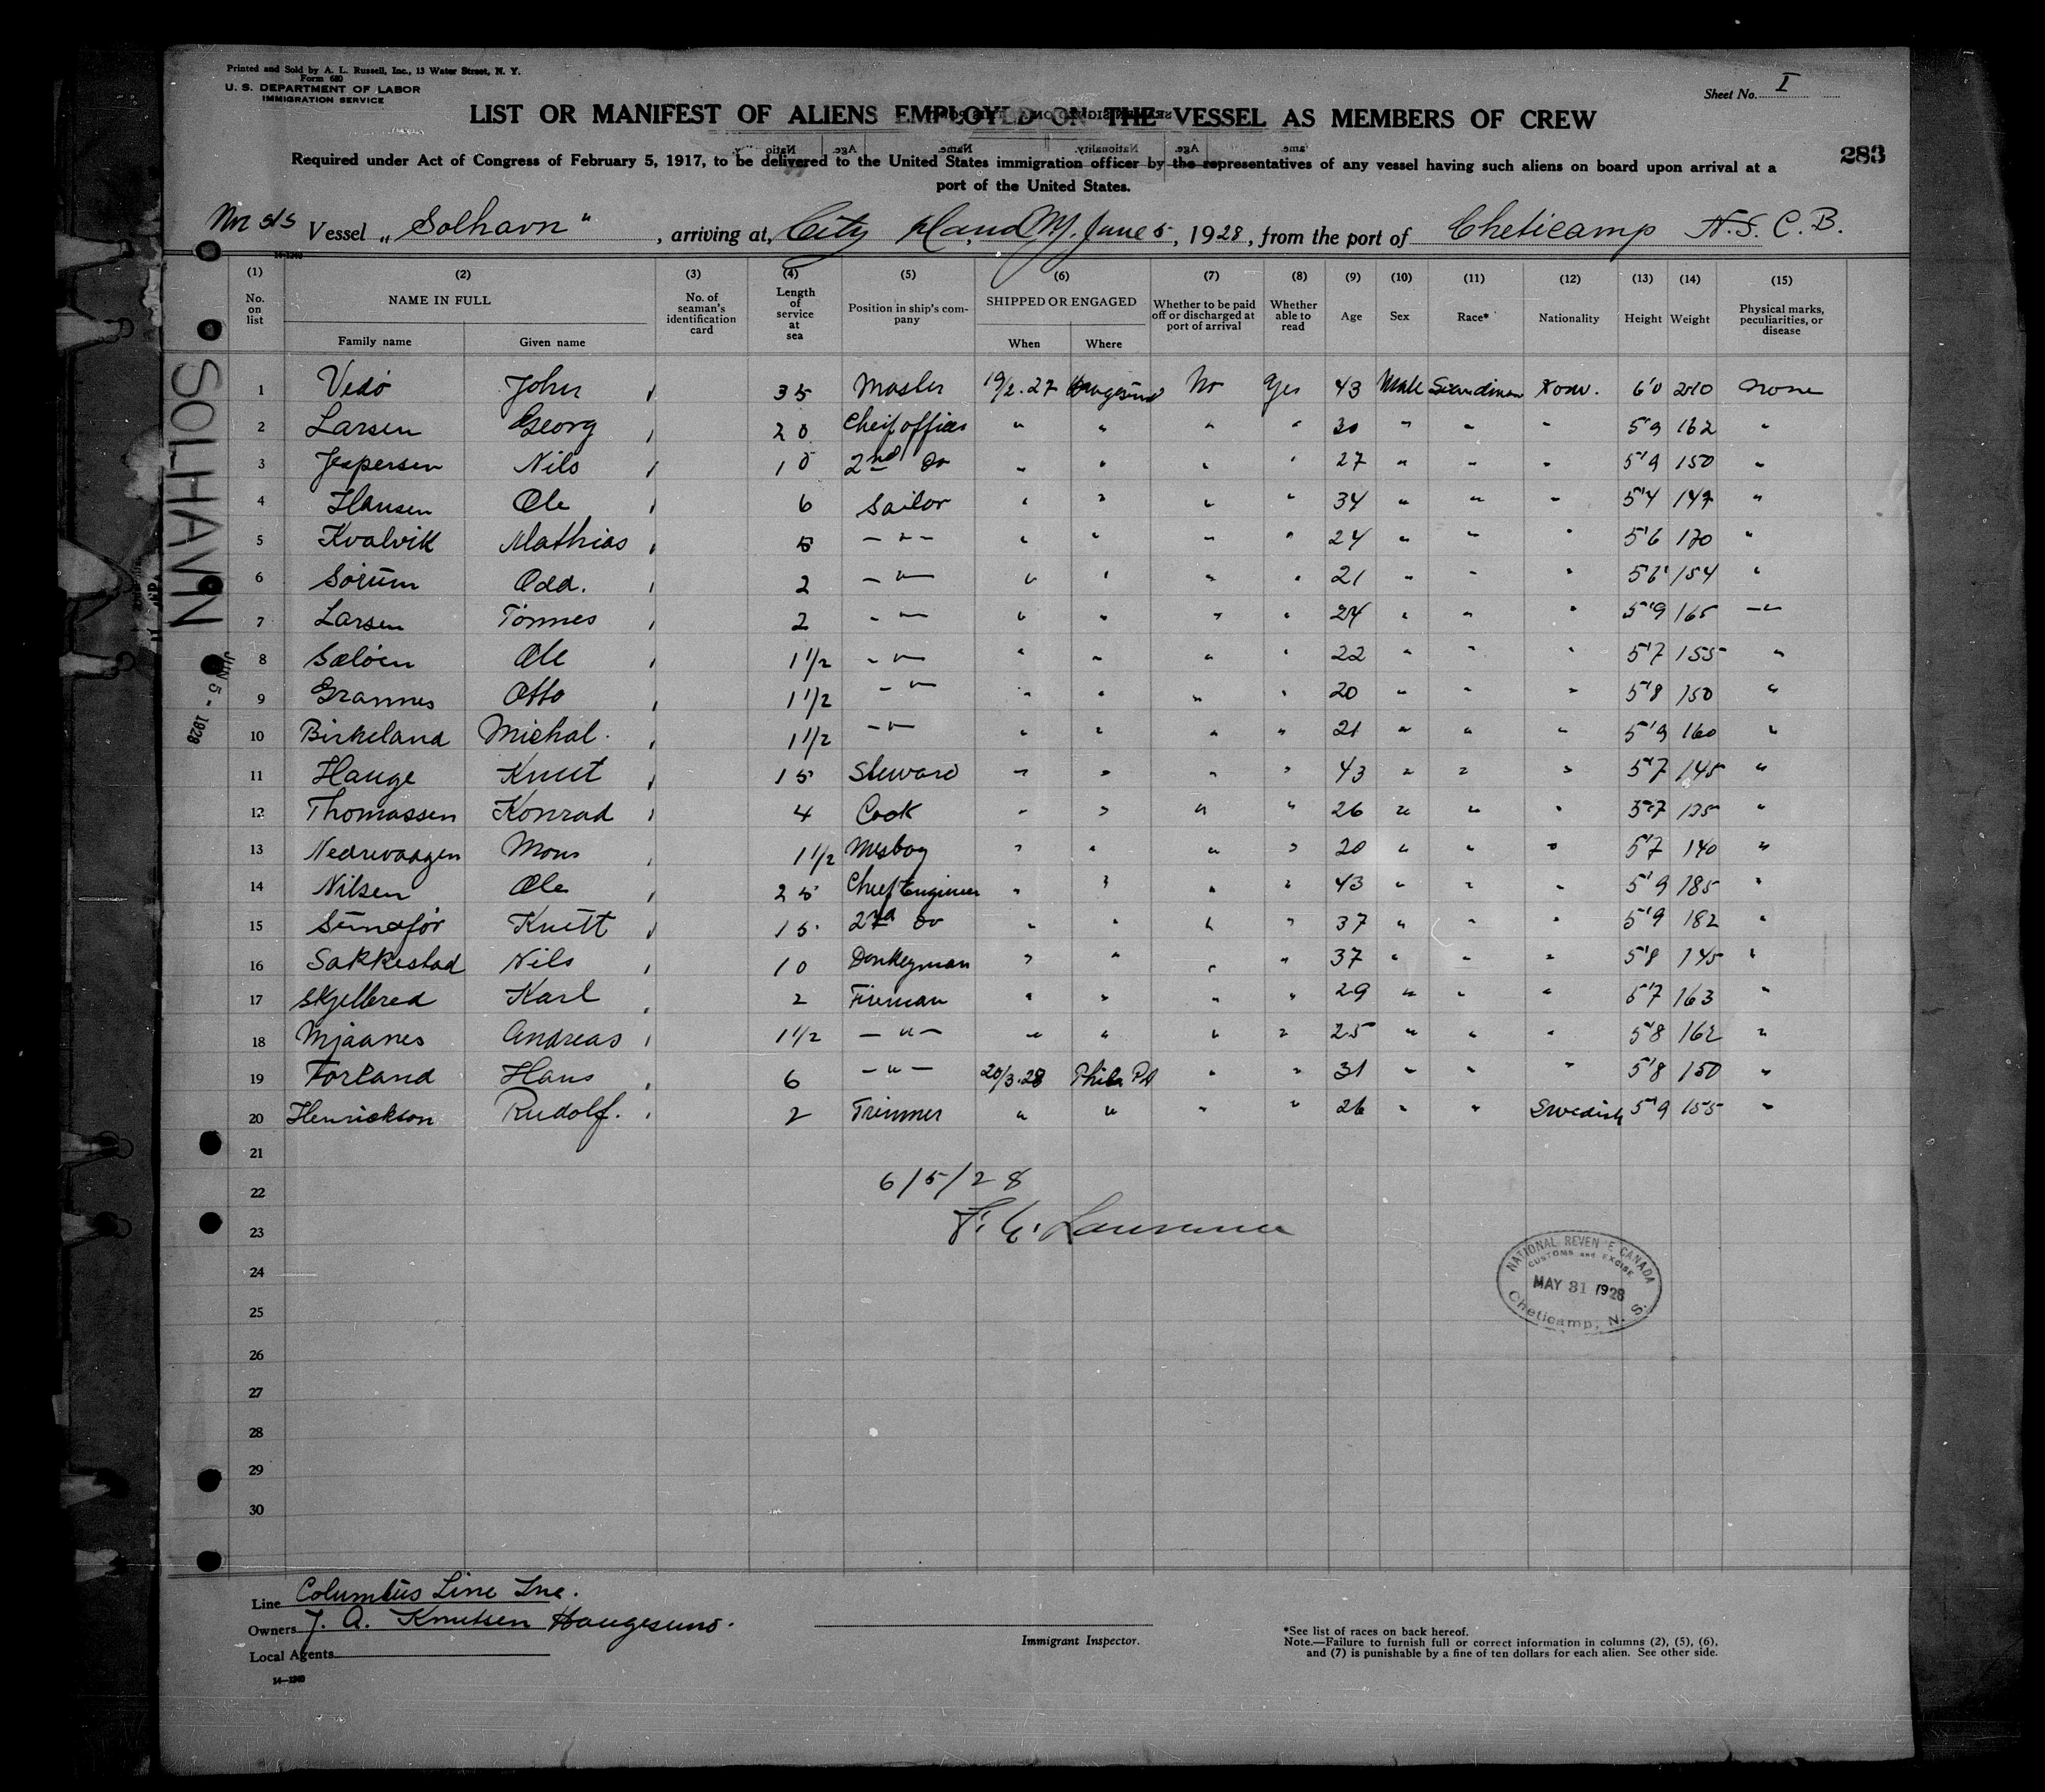 Printed and Sold by A. L. Russell, Inc., 13 Water Street, N. Y.
Form 680
U. S. DEPARTMENT OF LABOR
IMMIGRATION SERVICE
Sheet No. I
LIST OR MANIFEST OF ALIENS EMPLOYED ON THE VESSEL AS MEMBERS OF CREW
283
Required under Act of Congress of February 5, 1917, to be delivered to the United States immigration officer by the representatives of any vessel having such aliens on board upon arrival at a
port of the United States.
Vessel „Solhavn", arriving at, City Island June 5, 1928, from the port of Cheticamp N.S. C.B.
(1) (2) (3) (4) (5) (6) (7) (8) (9) (10) (11) (12) (13) (14) (15)
No. on list NAME IN FULL Family name Given name No. of seaman's identification card Length of service at sea Position in ship's company SHIPPED OR ENGAGED When Where Whether to be paid off or discharged at port of arrival Whether able to read Age Sex Race* Nationality Height Weight Physical marks, peculiarities, or disease
1 Vedö John 35 Master 19/2.27 Haugesund No Yes 43 Male Scandinav Norw. 6'0 210 none
2 Larsen Georg 20 Cheif officer " " " " 30 " " " 5'9 162 "
3 Jespersen Nils 10 2nd Do " " " " 27 " " " 5'9 150 "
4 Hansen Ole 6 Sailor " " " " 34 " " " 5'4 149 "
5 Kvalvik Mathias 5 - " - " " " " 24 " " " 5'6 170 "
6 Sörum Odd. 2 - " - " " " " 21 " " " 5'6' 154 "
7 Larsen Tönnes 2 - " - " " " " 24 " " " 5'9 165 - " -
8 Sælöen Ole 1 1/2 - " - " " " " 22 " " " 5'7 155 "
9 Grannes Otto 1 1/2 - " - " " " " 20 " " " 5'8 150 "
10 Birkeland Michal. 1 1/2 - " - " " " " 21 " " " 5'9 160 "
11 Hauge Knut 15 Steward " " " " 43 " " " 5'7 145 "
12 Thomassen Konrad 4 Cook " " " " 26 " " " 5'7 135 "
13 Nedrevaagen Mons 1 1/2 Mesboy " " " " 20 " " " 5'7 140 "
14 Nilsen Ole 25 Chief Engineer " " " " 43 " " " 5'9 185 "
15 Sundför Knut 15 2nd Do " " " " 37 " " " 5'9 182 "
16 Sakkestad Nils 10 Donkeyman " " " " 37 " " " 5'8 145 "
17 Skjelbred Karl 2 Fireman " " " " 29 " " " 5'7 163 "
18 Mjaanes Andreas 1 1/2 - " - " " " " 25 " " " 5'8 162 "
19 Förland Hans 6 - " - 20/3.28 Phila PA " " 31 " " " 5'8 150 "
20 Henrickson Rudolf. 2 Trimmer " " " " 26 " " Swedish 5'9 155 "
21
22
23
24
25
26
27
28
29
30
6/5/28
SOLHAVN
JUN 5 - 1928
NATIONAL REVENUE CANADA
CUSTOMS and EXCISE
MAY 31 1928
Cheticamp, N. S.
Line Columbus Line Inc.
Owners J. A. Knutsen Haugesund.
Local Agents
14—1240
Immigrant Inspector.
*See list of races on back hereof.
Note.—Failure to furnish full or correct information in columns (2), (5), (6),
and (7) is punishable by a fine of ten dollars for each alien. See other side.